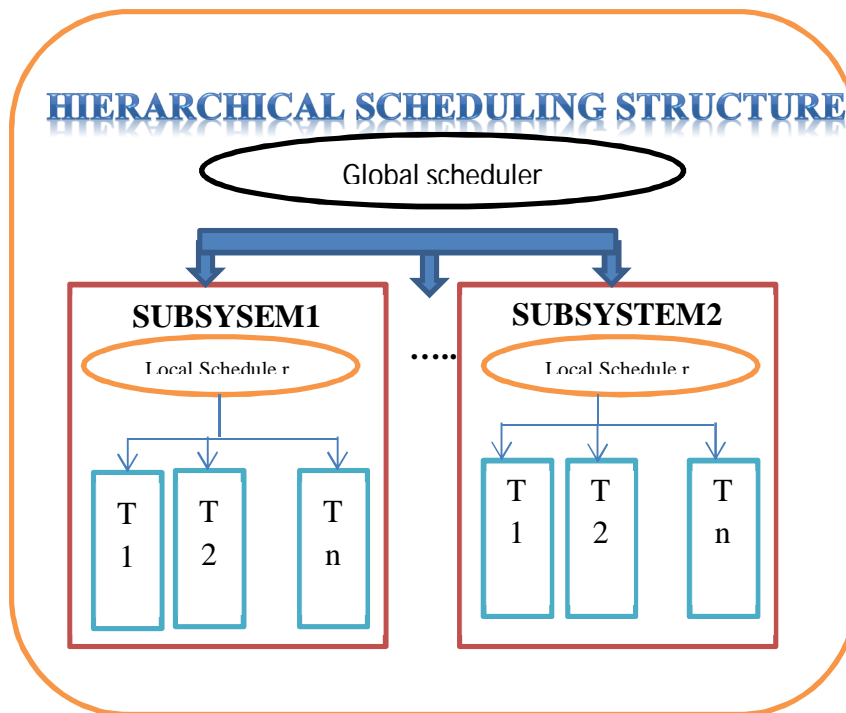 HIERARCHICAL SCHEDULING STRUCTURE
Global scheduler
SUBSYSEM1
Local Schedule r
T
1
T
2
T
n
.....
SUBSYSTEM2
Local Schedule r
T
1
T
2
T
n